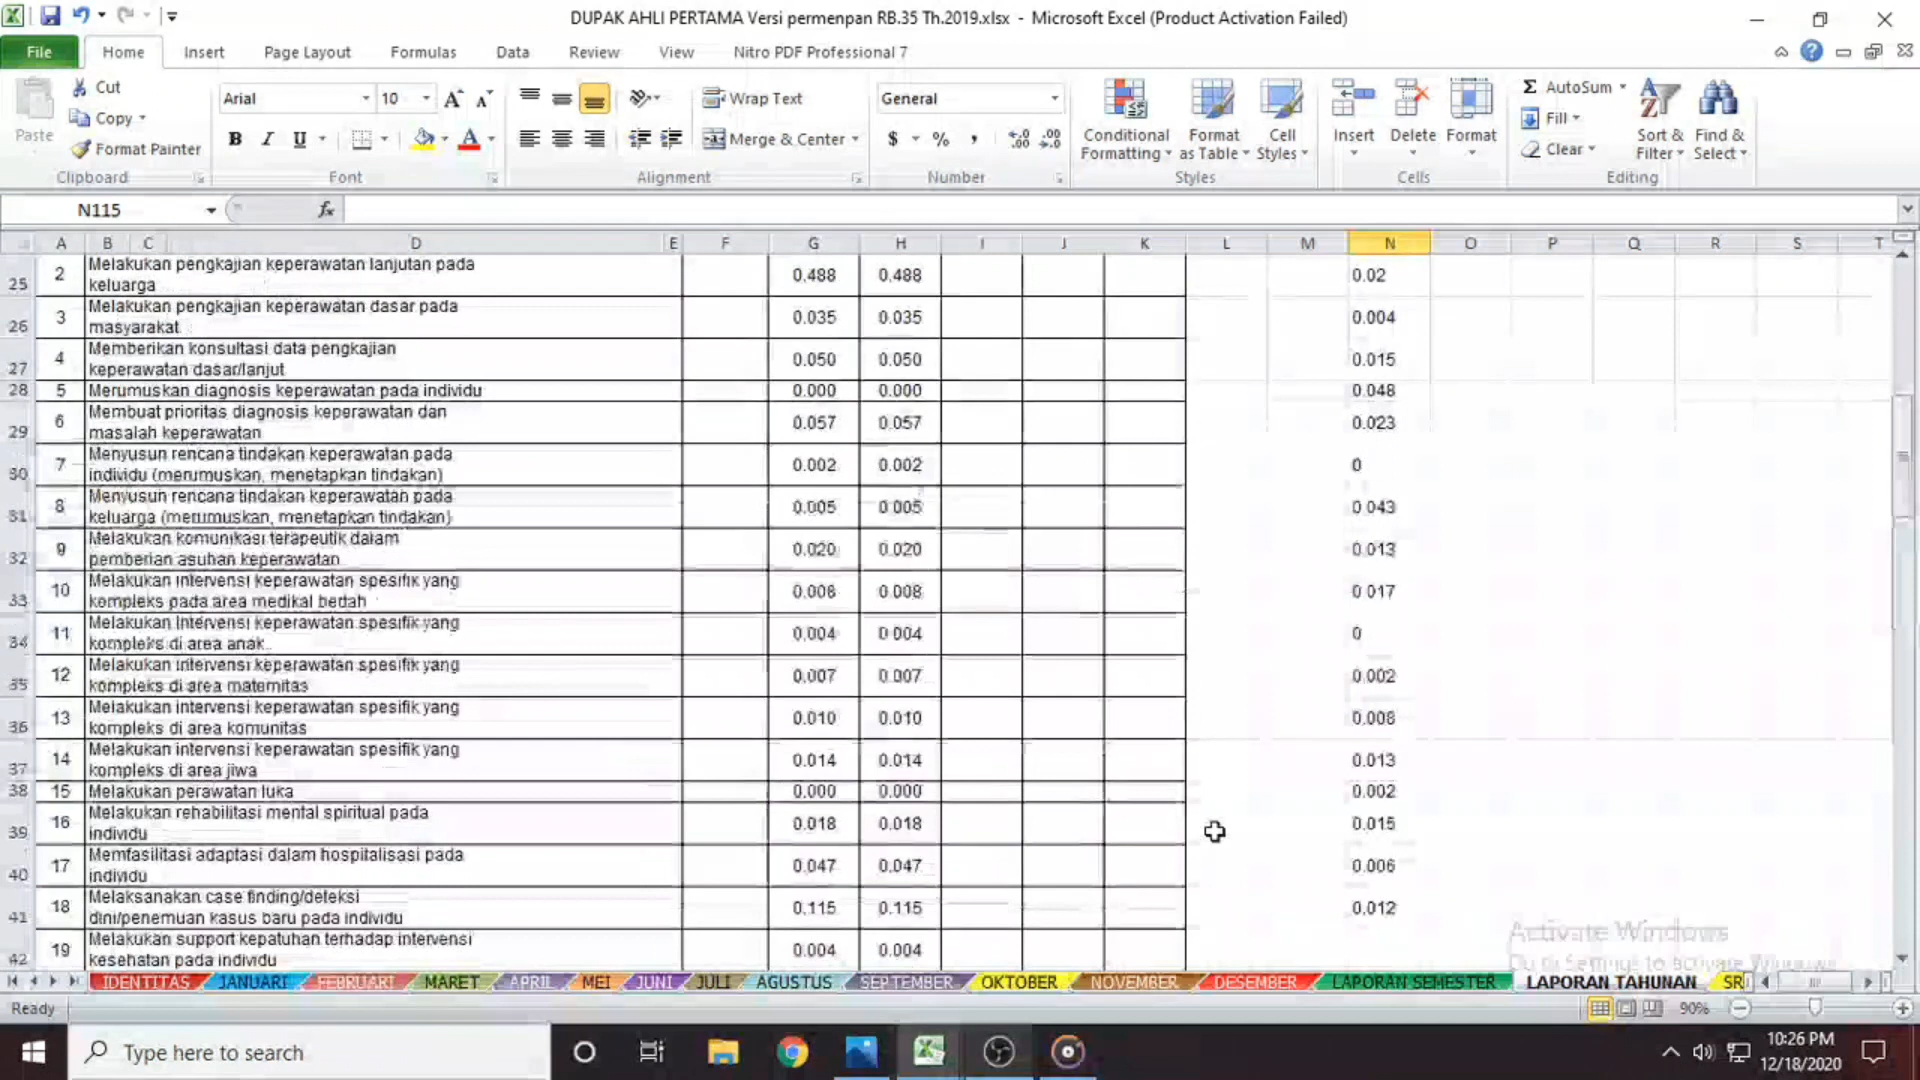 DUPAK AHLI PERTAMA Versi permenpan RB.35 Th.2019.xlsx - Microsoft Excel (Product Activation Failed)
File Home Insert Page Layout Formulas Data Review View Nitro PDF Professional 7
Paste
Cut
Copy
Format Painter
Clipboard
Arial 10
B I U
Font
Wrap Text
Merge & Center
Alignment
General
$ % ,
Number
Conditional Formatting
Format as Table
Cell Styles
Styles
Insert Delete Format
Cells
Σ AutoSum
Fill
Clear
Sort & Filter
Find & Select
Editing
N115 fx
A B C D E F G H I J K L M N O P Q R S T
25 2 Melakukan pengkajian keperawatan lanjutan pada 0.488 0.488 0.02
keluarga
26 3 Melakukan pengkajian keperawatan dasar pada 0.035 0.035 0.004
masyarakat
27 4 Memberikan konsultasi data pengkajian 0.050 0.050 0.015
keperawatan dasar/lanjut
28 5 Merumuskan diagnosis keperawatan pada individu 0.000 0.000 0.048
29 6 Membuat prioritas diagnosis keperawatan dan 0.057 0.057 0.023
masalah keperawatan
30 7 Menyusun rencana tindakan keperawatan pada 0.002 0.002 0
individu (merumuskan, menetapkan tindakan)
31 8 Menyusun rencana tindakan keperawatan pada 0.005 0.005 0.043
keluarga (merumuskan, menetapkan tindakan)
32 9 Melakukan komunikasi terapeutik dalam 0.020 0.020 0.013
pemberian asuhan keperawatan
33 10 Melakukan intervensi keperawatan spesifik yang 0.008 0.017
kompleks pada area medikal bedah
34 11 Melakukan intervensi keperawatan spesifik yang 0.004 0.004 0
kompleks di area anak
35 12 Melakukan intervensi keperawatan spesifik yang 0.007 0.007 0.002
kompleks di area maternitas
36 13 Melakukan intervensi keperawatan spesifik yang 0.010 0.010 0.008
kompleks di area komunitas
37 14 Melakukan intervensi keperawatan spesifik yang 0.014 0.014 0.013
kompleks di area jiwa
38 15 Melakukan perawatan luka 0.000 0.000 0.002
39 16 Melakukan rehabilitasi mental spiritual pada 0.018 0.018 0.015
individu
40 17 Memfasilitasi adaptasi dalam hospitalisasi pada 0.047 0.047 0.006
individu
41 18 Melaksanakan case finding/deteksi 0.115 0.115 0.012
dini/penemuan kasus baru pada individu
42 19 Melakukan support kepatuhan terhadap intervensi 0.004 0.004
kesehatan pada individu
Activate Windows
Go to Settings to activate Windows.
IDENTITAS JANUARI FEBRUARI MARET APRIL MEI JUNI JULI AGUSTUS SEPTEMBER OKTOBER NOVEMBER DESEMBER LAPORAN SEMESTER LAPORAN TAHUNAN SR
Ready 90%
Type here to search
10:26 PM
12/18/2020